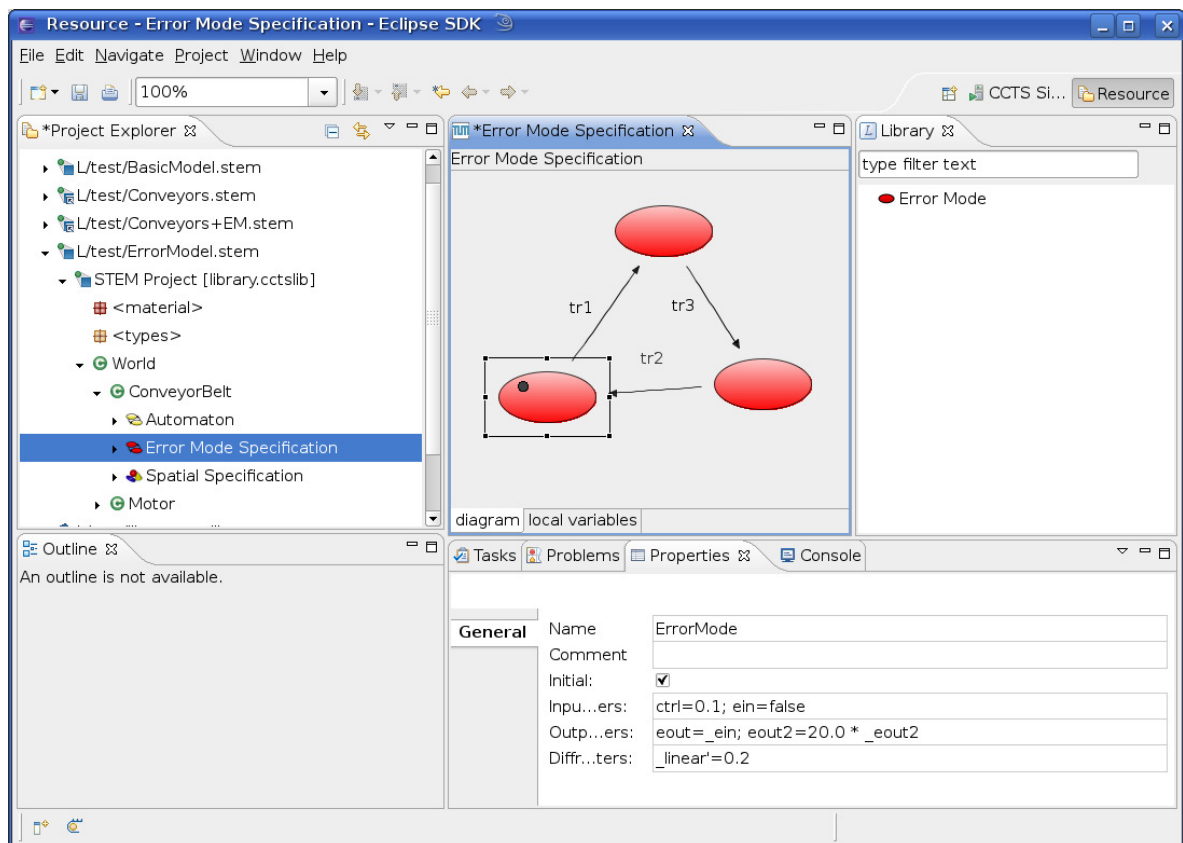 Resource - Error Mode Specification - Eclipse SDK
File Edit Navigate Project Window Help
100%
CCTS Si... Resource
*Project Explorer
L/test/BasicModel.stem
L/test/Conveyors.stem
L/test/Conveyors+EM.stem
L/test/ErrorModel.stem
STEM Project [library.cctslib]
<material>
<types>
World
ConveyorBelt
Automaton
Error Mode Specification
Spatial Specification
Motor
TUM *Error Mode Specification
Error Mode Specification
tr1
tr3
tr2
diagram local variables
L Library
type filter text
Error Mode
Outline
An outline is not available.
Tasks Problems Properties Console
General
Name ErrorMode
Comment
Initial:
Inpu...ers: ctrl=0.1; ein=false
Outp...ers: eout=_ein; eout2=20.0 * _eout2
Diffr...ters: _linear'=0.2